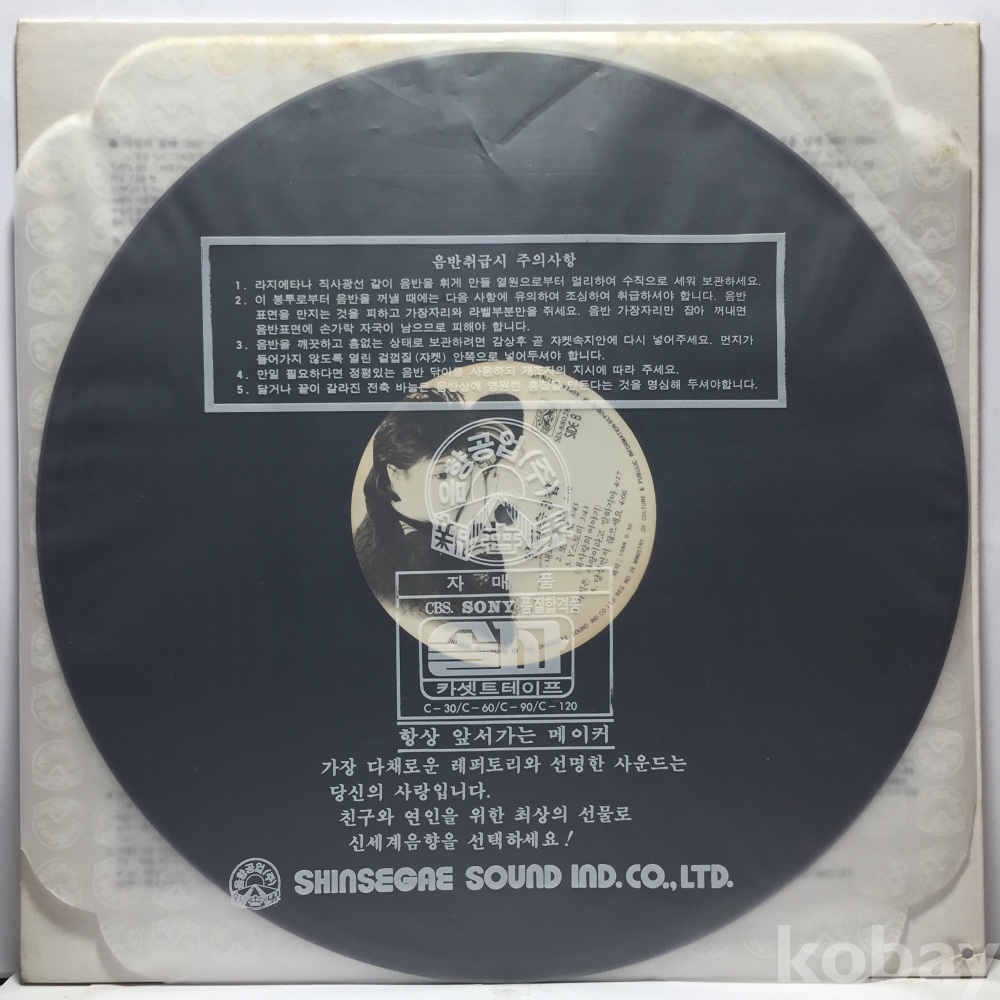 음반취급시 주의사항
1. 라지에타나 직사광선 같이 음반을 휘게 만들 열원으로부터 멀리하여 수직으로 세워 보관하세요.
2. 이 봉투로부터 음반을 꺼낼 때에는 다음 사항에 유의하여 조심하여 취급하셔야 합니다. 음반
표면을 만지는 것을 피하고 가장자리와 라벨부분만을 쥐세요. 음반 가장자리만 잡아 꺼내면
음반표면에 손가락 자국이 남으므로 피해야 합니다.
3. 음반을 깨끗하고 흠없는 상태로 보관하려면 감상후 곧 쟈켓속지안에 다시 넣어주세요. 먼지가
들어가지 않도록 열린 겉껍질(쟈켓) 안쪽으로 넣어두셔야 합니다.
4. 만일 필요하다면 정평있는 음반 닦이를 사용하되 제조자의 지시에 따라 주세요.
5. 닳거나 끝이 갈라진 전축 바늘은 음반상에 영원한 흠집을 만든다는 것을 명심해 두셔야합니다.
SIDE B
음향공업(주)
자매품
CBS. SONY 품질합격품
카셋트테이프
C-30/C-60/C-90/C-120
항상 앞서가는 메이커
가장 다채로운 레퍼토리와 선명한 사운드는
당신의 사랑입니다.
친구와 연인을 위한 최상의 선물로
신세계음향을 선택하세요!
SHINSEGAE SOUND IND. CO., LTD.
kobay